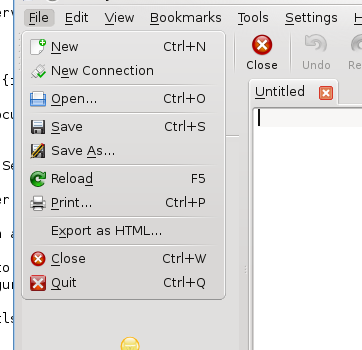 File Edit View Bookmarks Tools Settings H
New Ctrl+N
New Connection
Open... Ctrl+O
Save Ctrl+S
Save As...
Reload F5
Print... Ctrl+P
Export as HTML...
Close Ctrl+W
Quit Ctrl+Q
Close Undo Re
Untitled